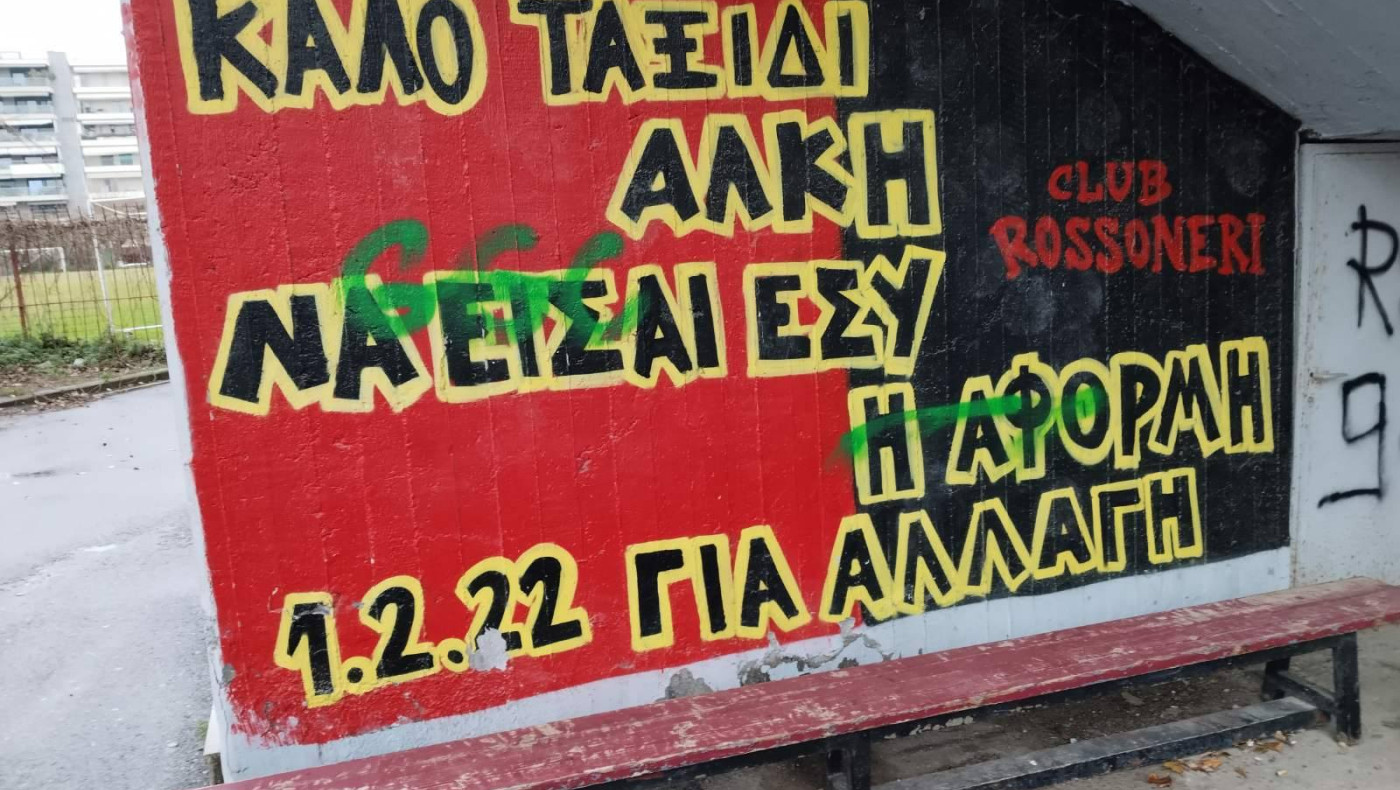 ΚΑΛΟ ΤΑΞΙΔΙ
ΑΛΚΗ
ΝΑ ΕΙΣΑΙ ΕΣΥ
Η ΑΦΟΡΜΗ
1.2.22 ΓΙΑ ΑΛΛΑΓΗ
CLUB
ROSSONERI
R
9